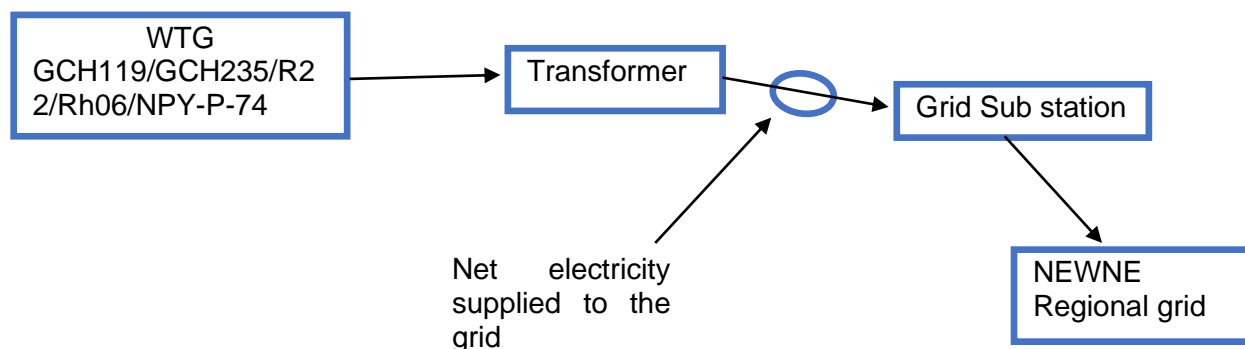 WTG
GCH119/GCH235/R2
2/Rh06/NPY-P-74
Transformer
Grid Sub station
Net electricity
supplied to the
grid
NEWNE
Regional grid